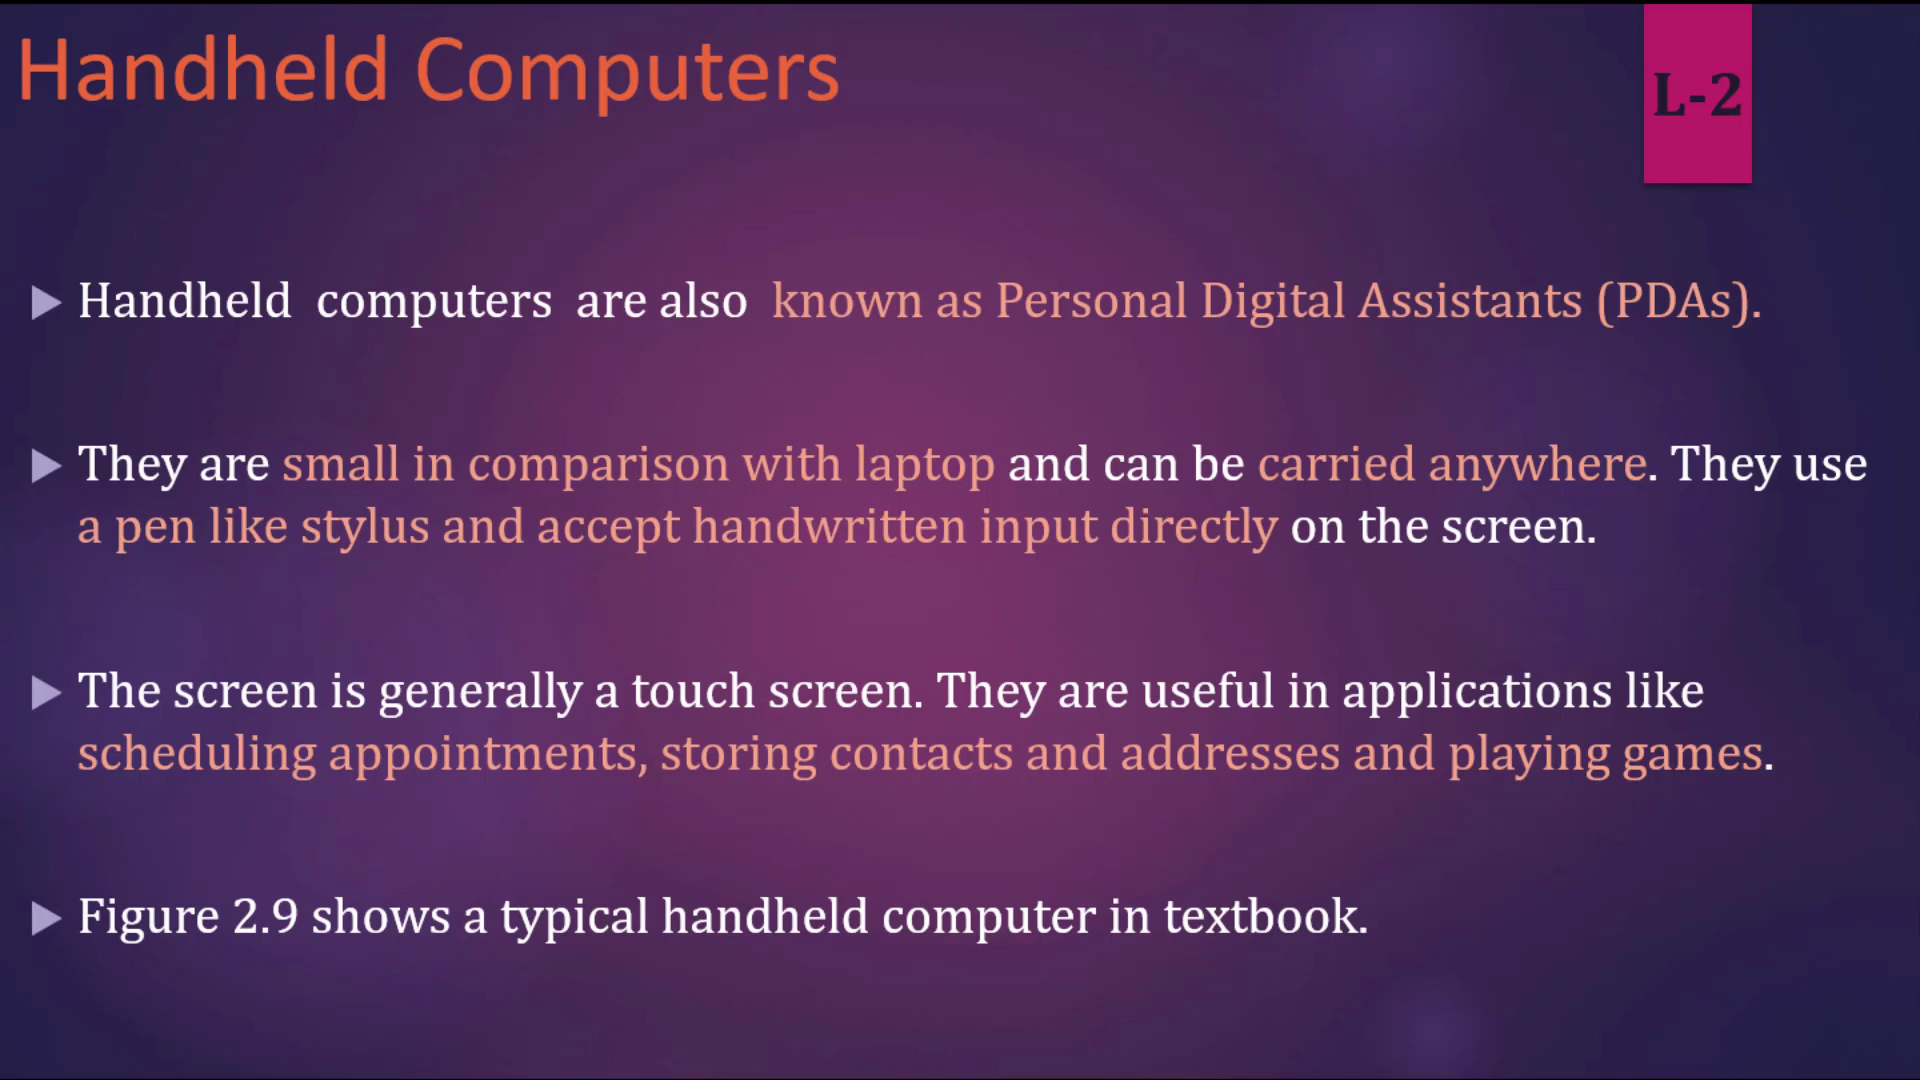 Handheld Computers
L-2
Handheld computers are also known as Personal Digital Assistants (PDAs).
They are small in comparison with laptop and can be carried anywhere. They use
a pen like stylus and accept handwritten input directly on the screen.
The screen is generally a touch screen. They are useful in applications like
scheduling appointments, storing contacts and addresses and playing games.
Figure 2.9 shows a typical handheld computer in textbook.